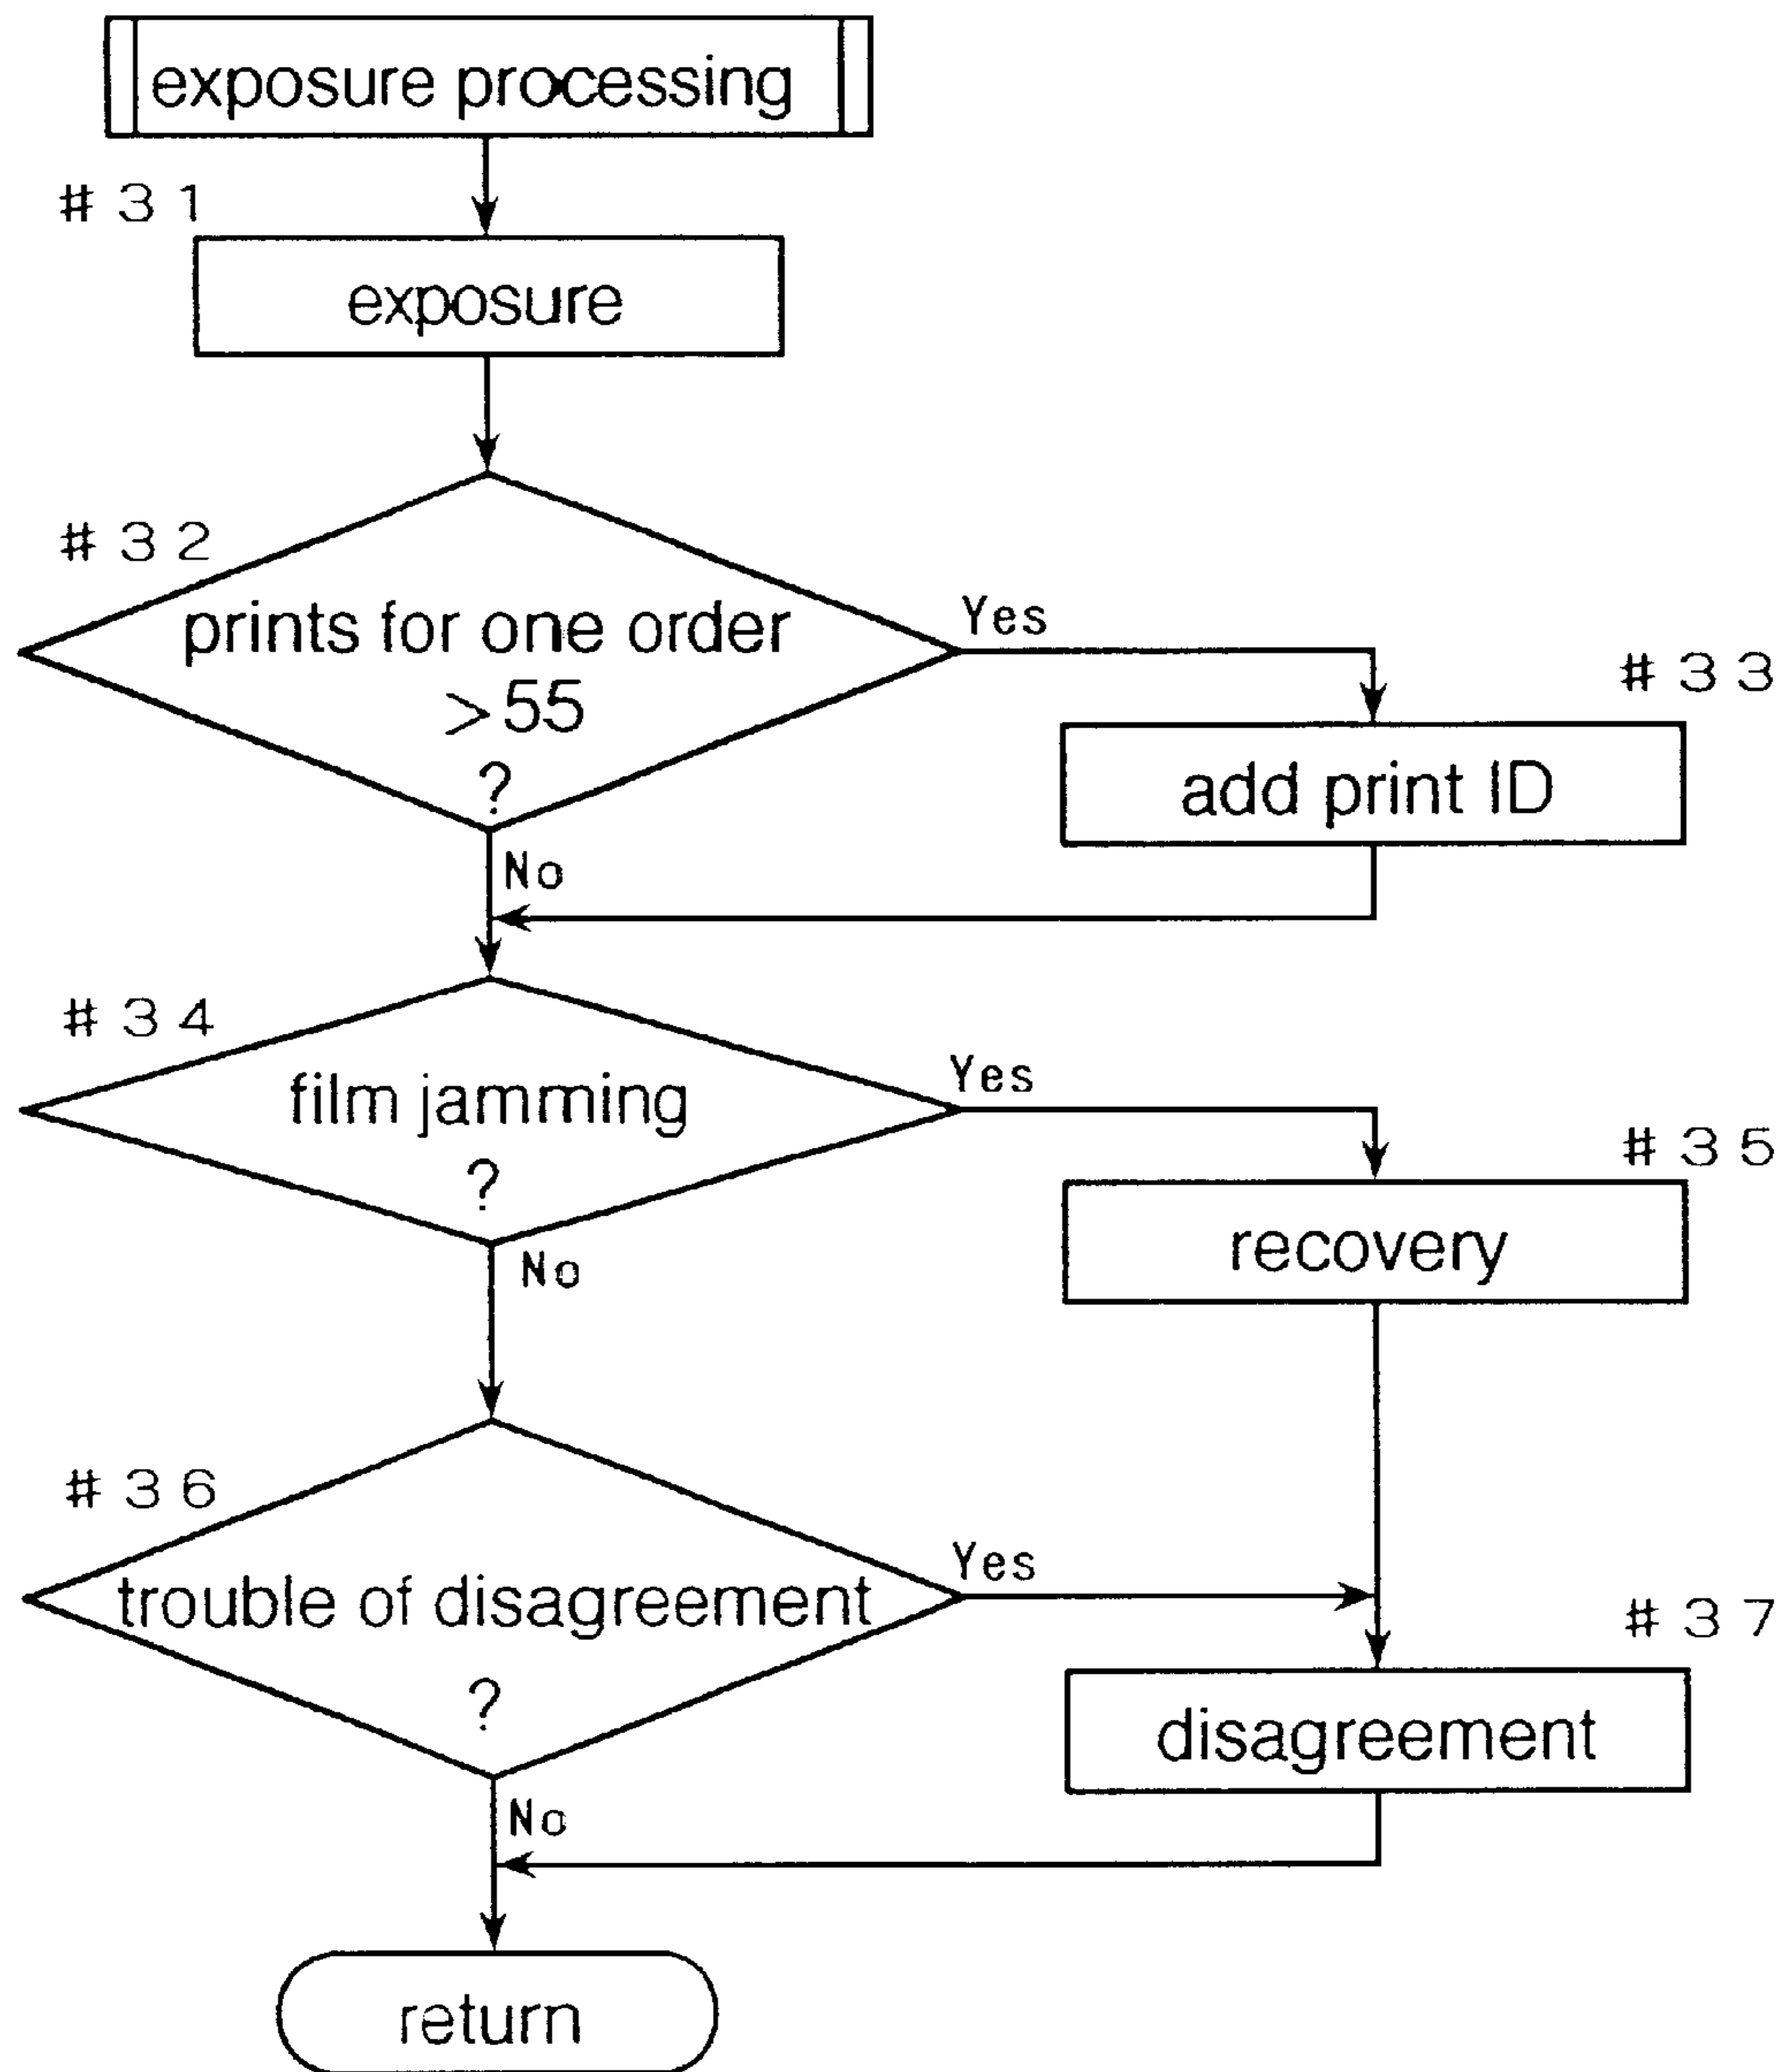 exposure processing
#31
exposure
#32
prints for one order
>55
?
Yes
#33
add print ID
No
#34
film jamming
?
Yes
#35
recovery
No
#36
trouble of disagreement
?
Yes
#37
disagreement
No
return